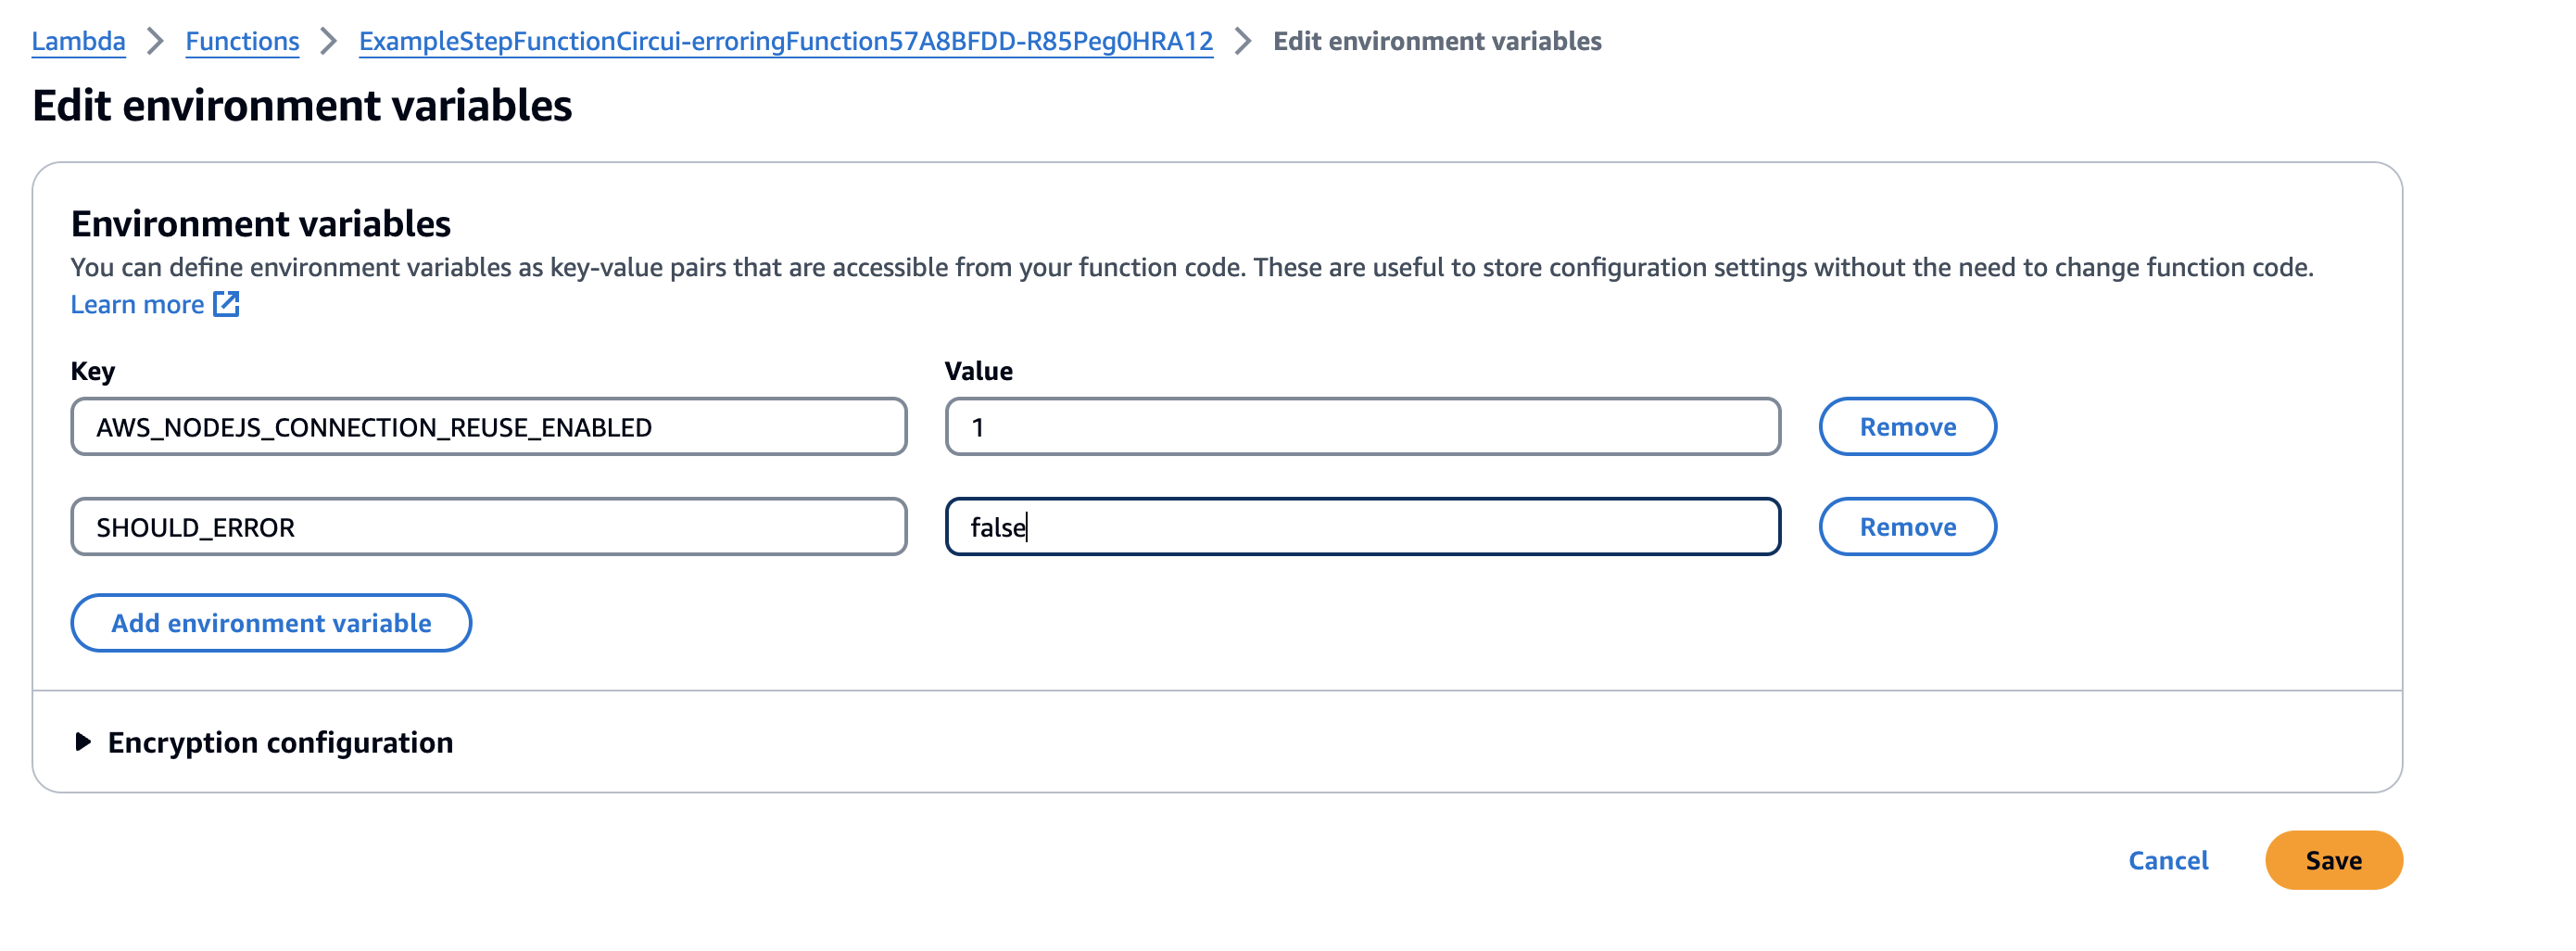 Lambda > Functions > ExampleStepFunctionCircui-erroringFunction57A8BFDD-R85Peg0HRA12 > Edit environment variables
Edit environment variables
Environment variables
You can define environment variables as key-value pairs that are accessible from your function code. These are useful to store configuration settings without the need to change function code.
Learn more
Key Value
AWS_NODEJS_CONNECTION_REUSE_ENABLED 1 Remove
SHOULD_ERROR false Remove
Add environment variable
Encryption configuration
Cancel Save